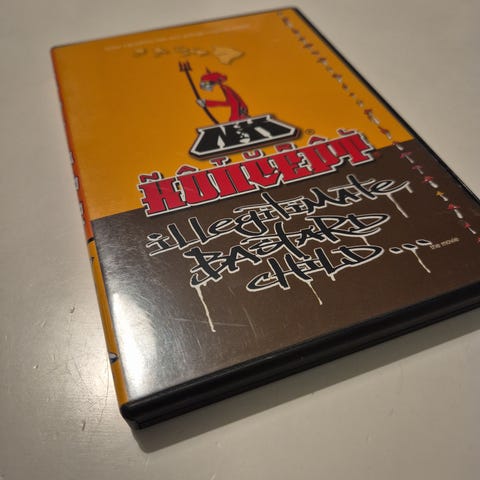 NK
®
NATURAL
KONCEPT
illegitimate
BASTARD
CHILD...
the movie